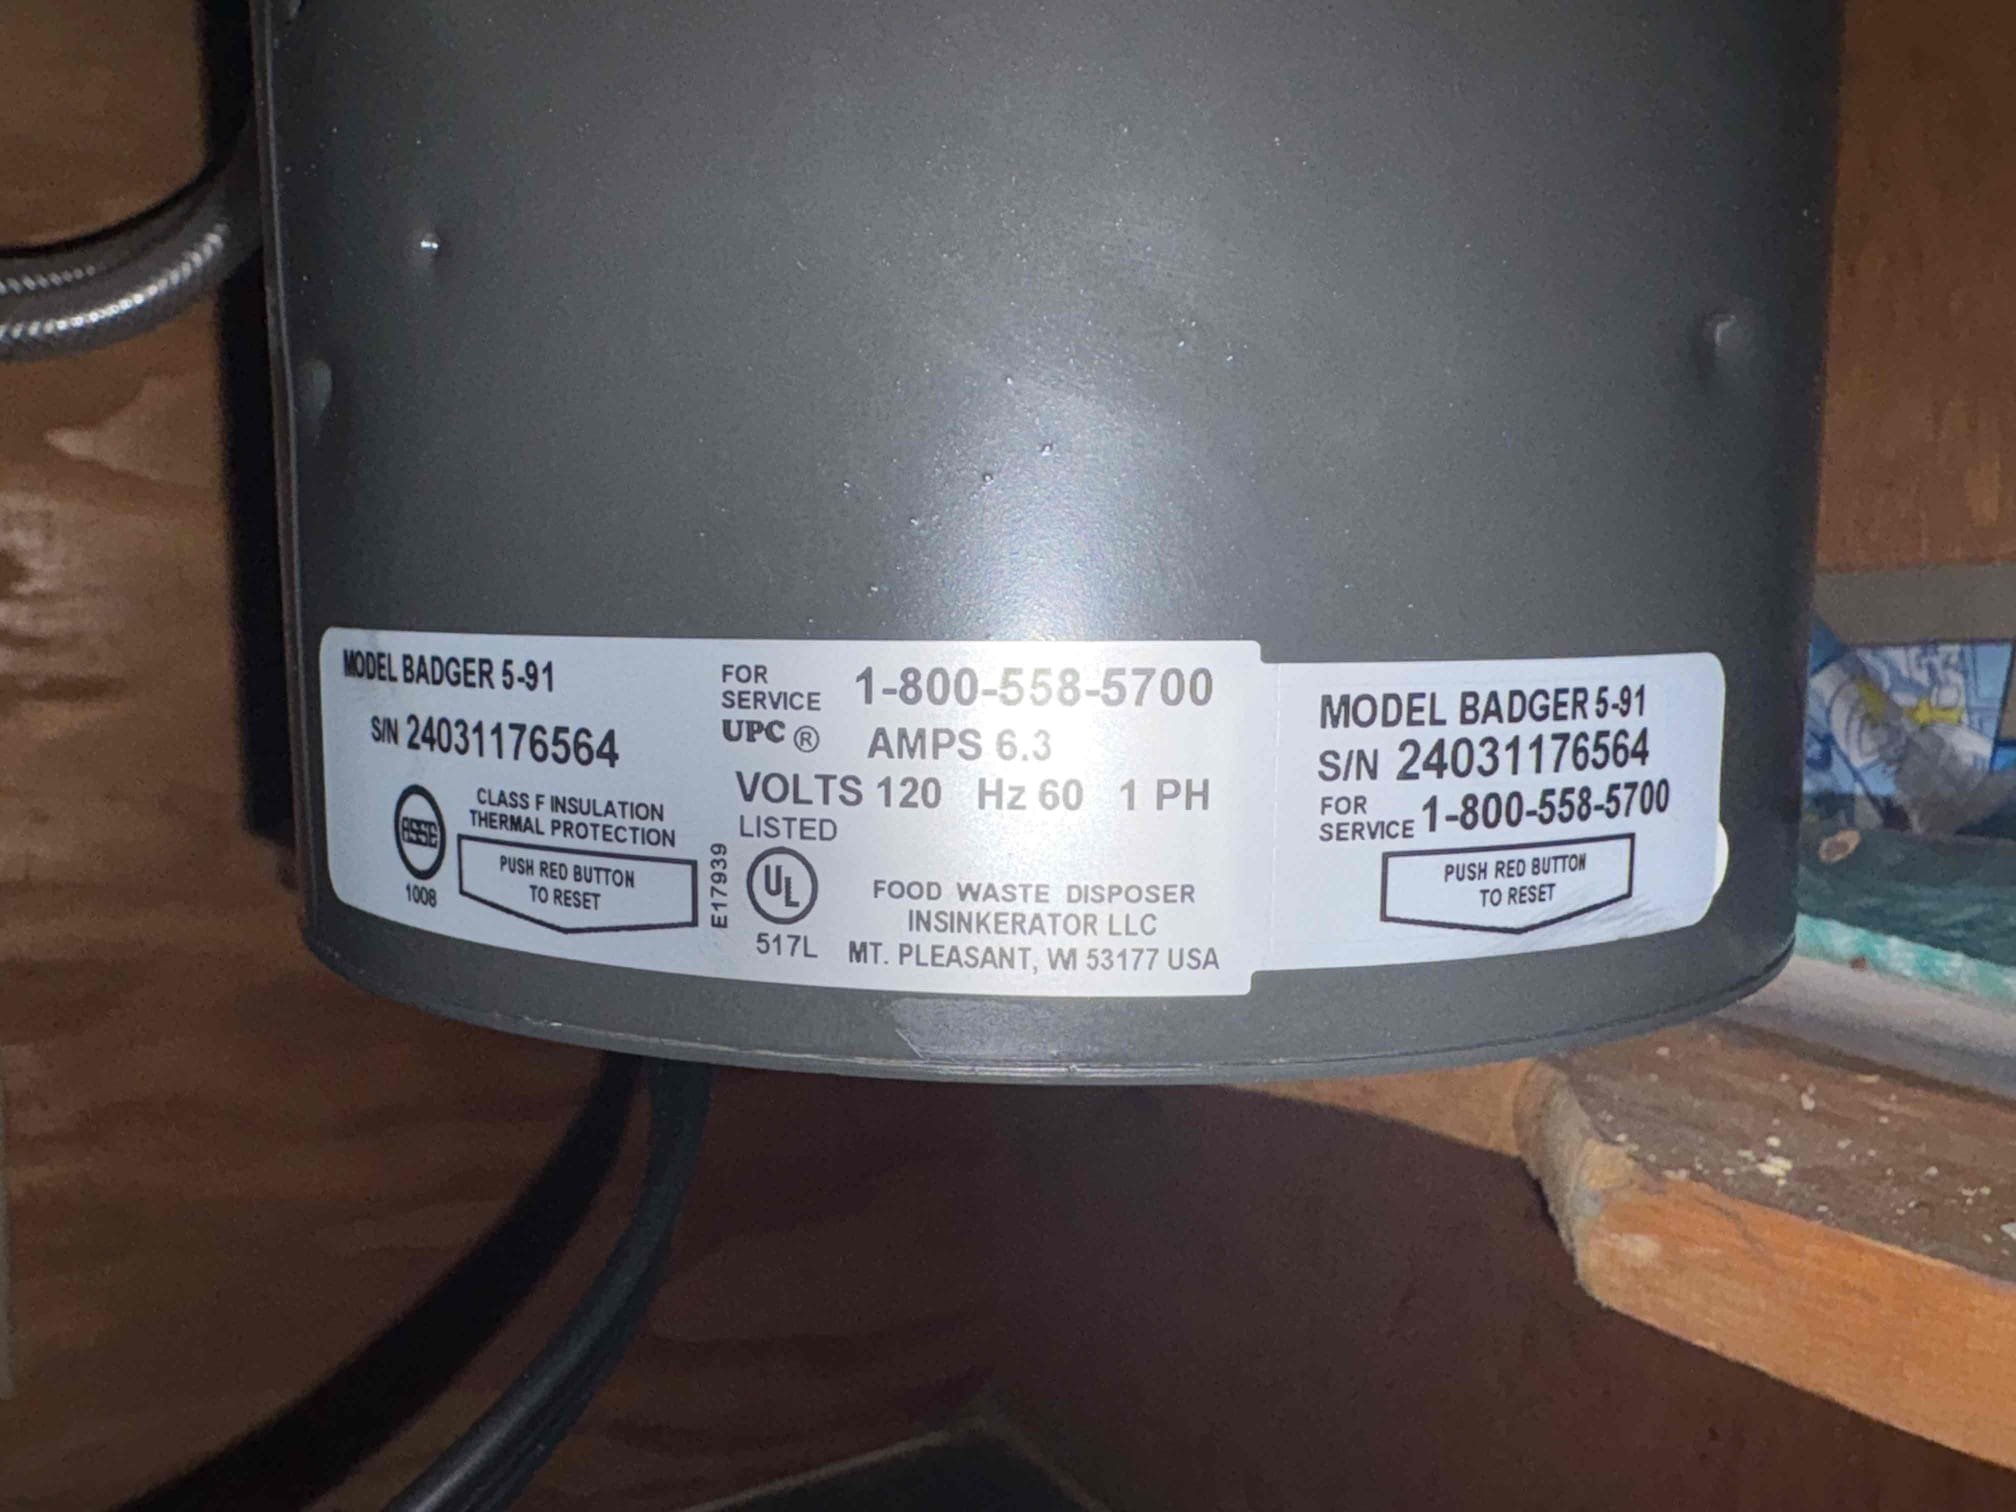 MODEL BADGER 5-91
S/N 24031176564
ASSE
1008
CLASS F INSULATION
THERMAL PROTECTION
PUSH RED BUTTON
TO RESET
FOR
SERVICE 1-800-558-5700
UPC ® AMPS 6.3
VOLTS 120 Hz 60 1 PH
LISTED
E17939
UL
517L
FOOD WASTE DISPOSER
INSINKERATOR LLC
MT. PLEASANT, WI 53177 USA
MODEL BADGER 5-91
S/N 24031176564
FOR
SERVICE 1-800-558-5700
PUSH RED BUTTON
TO RESET